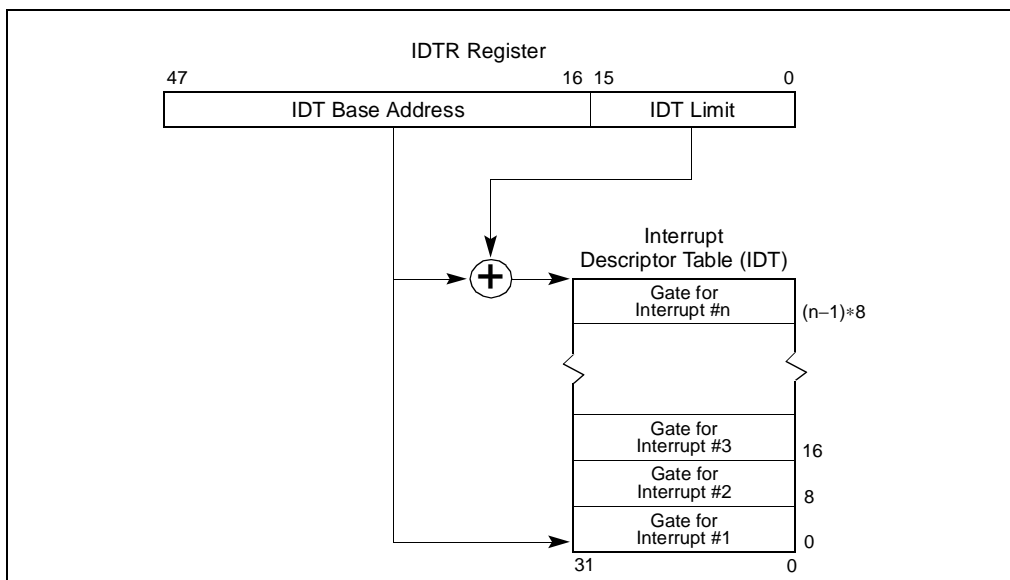 IDTR Register
47 16 15 0
IDT Base Address IDT Limit
+
Interrupt
Descriptor Table (IDT)
Gate for
Interrupt #n
(n−1)∗8
Gate for
Interrupt #3
16
Gate for
Interrupt #2
8
Gate for
Interrupt #1
0
31 0